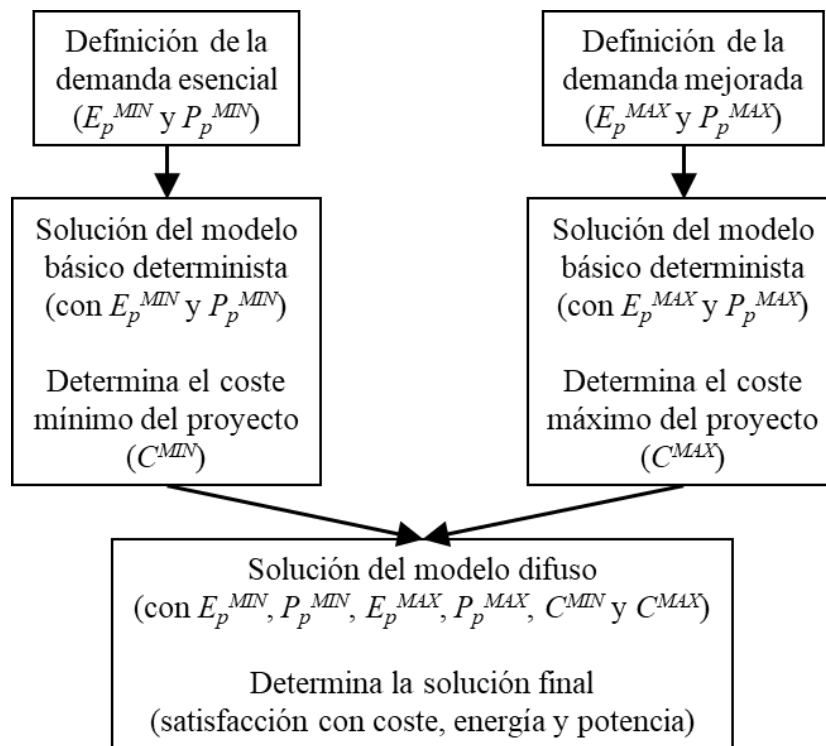 Definición de la
demanda esencial
(E_p^MIN y P_p^MIN)
Definición de la
demanda mejorada
(E_p^MAX y P_p^MAX)
Solución del modelo
básico determinista
(con E_p^MIN y P_p^MIN)
Determina el coste
mínimo del proyecto
(C^MIN)
Solución del modelo
básico determinista
(con E_p^MAX y P_p^MAX)
Determina el coste
máximo del proyecto
(C^MAX)
Solución del modelo difuso
(con E_p^MIN, P_p^MIN, E_p^MAX, P_p^MAX, C^MIN y C^MAX)
Determina la solución final
(satisfacción con coste, energía y potencia)